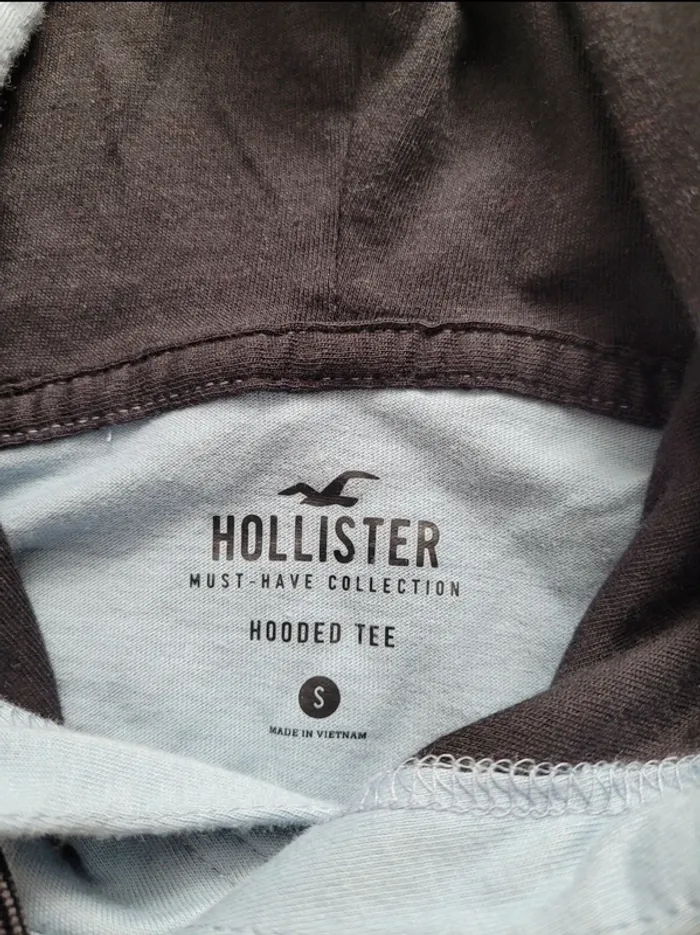 HOLLISTER
MUST-HAVE COLLECTION
HOODED TEE
S
MADE IN VIETNAM